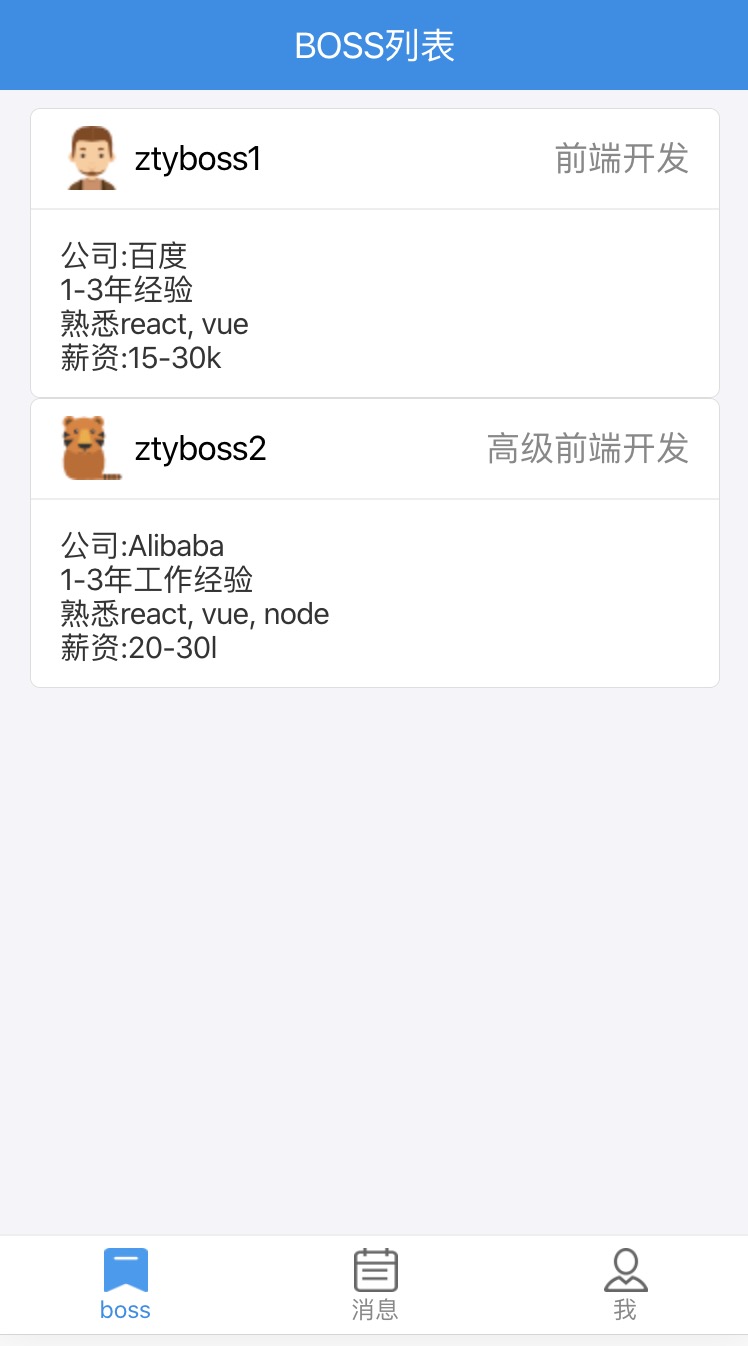 BOSS列表
ztyboss1 前端开发
公司:百度
1-3年经验
熟悉react, vue
薪资:15-30k
ztyboss2 高级前端开发
公司:Alibaba
1-3年工作经验
熟悉react, vue, node
薪资:20-30l
boss 消息 我